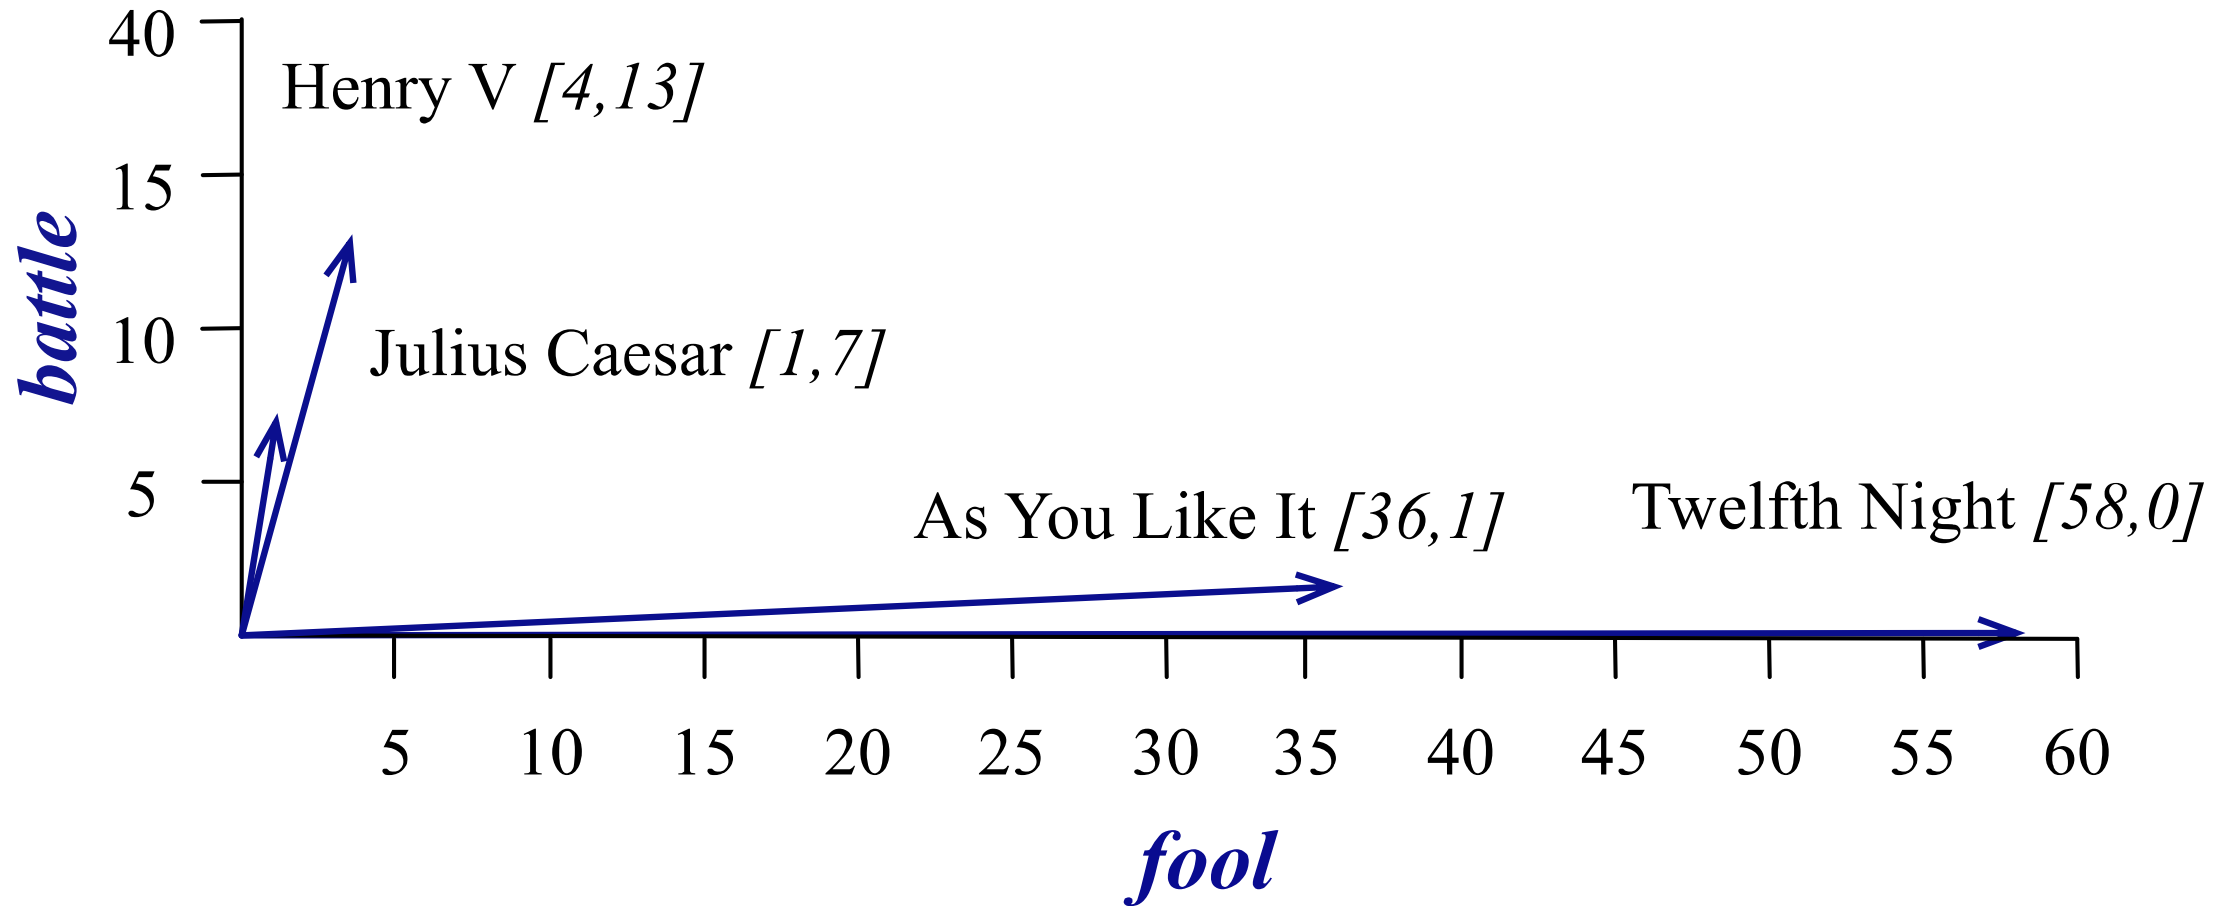 40
Henry V [4,13]
15
battle
10
Julius Caesar [1,7]
5
As You Like It [36,1]
Twelfth Night [58,0]
5 10 15 20 25 30 35 40 45 50 55 60
fool